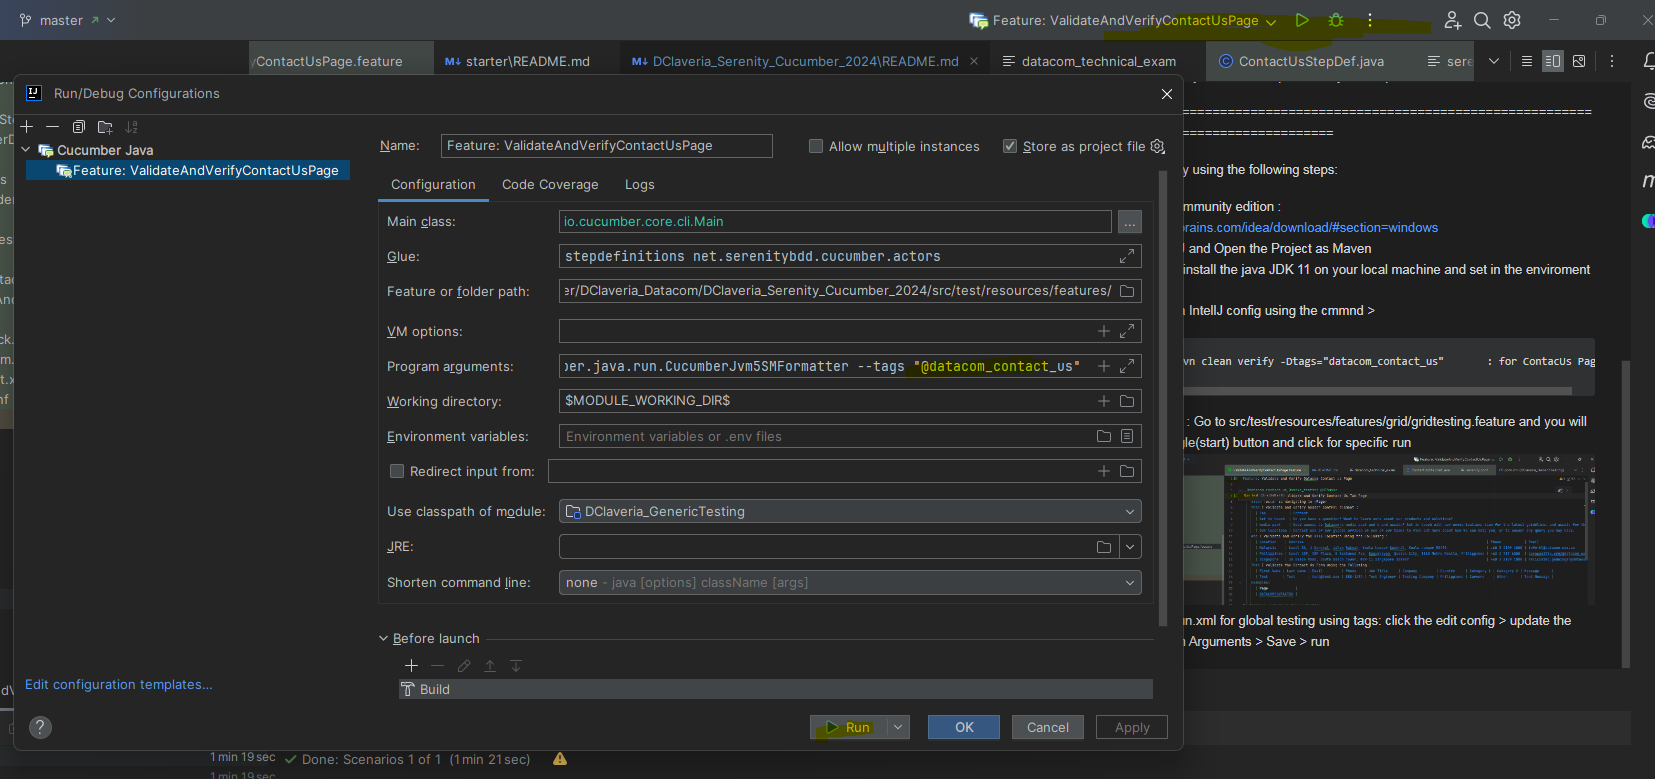 master
Feature: ValidateAndVerifyContactUsPage
yContactUsPage.feature
M↓ starter\README.md
M↓ DClaveria_Serenity_Cucumber_2024\README.md
datacom_technical_exam
ContactUsStepDef.java
sere
Run/Debug Configurations
Cucumber Java
Feature: ValidateAndVerifyContactUsPage
Name:
Feature: ValidateAndVerifyContactUsPage
Allow multiple instances
Store as project file
Configuration
Code Coverage
Logs
Main class:
io.cucumber.core.cli.Main
Glue:
stepdefinitions net.serenitybdd.cucumber.actors
Feature or folder path:
er/DClaveria_Datacom/DClaveria_Serenity_Cucumber_2024/src/test/resources/features/
VM options:
Program arguments:
ber.java.run.CucumberJvm5SMFormatter --tags "@datacom_contact_us"
Working directory:
$MODULE_WORKING_DIR$
Environment variables:
Environment variables or .env files
Redirect input from:
Use classpath of module:
DClaveria_GenericTesting
JRE:
Shorten command line:
none - java [options] className [args]
Before launch
Build
Edit configuration templates...
?
Run
OK
Cancel
Apply
y using the following steps:
mmunity edition :
brains.com/idea/download/#section=windows
J and Open the Project as Maven
install the java JDK 11 on your local machine and set in the enviroment
IntellJ config using the cmmnd >
vn clean verify -Dtags="datacom_contact_us" : for ContacUs Pag
: Go to src/test/resources/features/grid/gridtesting.feature and you will
gle(start) button and click for specific run
un.xml for global testing using tags: click the edit config > update the
Arguments > Save > run
1 min 19 sec
Done: Scenarios 1 of 1 (1 min 21 sec)
1 min 19 sec